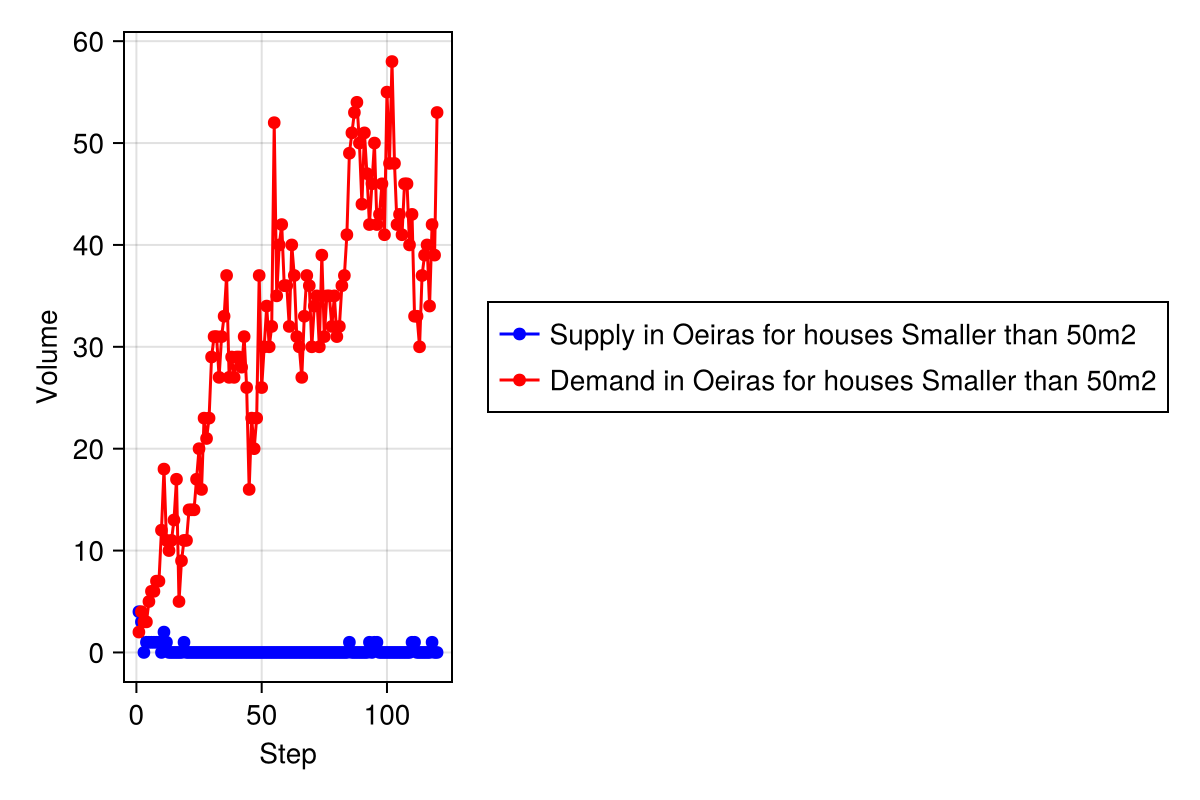 60
50
40
30
20
10
0
Volume
0 50 100
Step
Supply in Oeiras for houses Smaller than 50m2
Demand in Oeiras for houses Smaller than 50m2